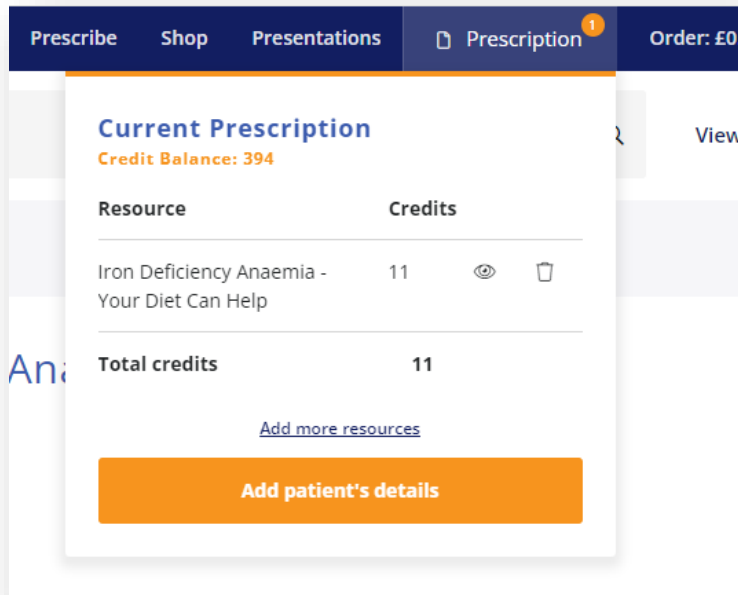 Prescribe Shop Presentations Prescription 1 Order: £0
View
Current Prescription
Credit Balance: 394
Resource Credits
Iron Deficiency Anaemia - 11
Your Diet Can Help
Total credits 11
Ana
Add more resources
Add patient's details